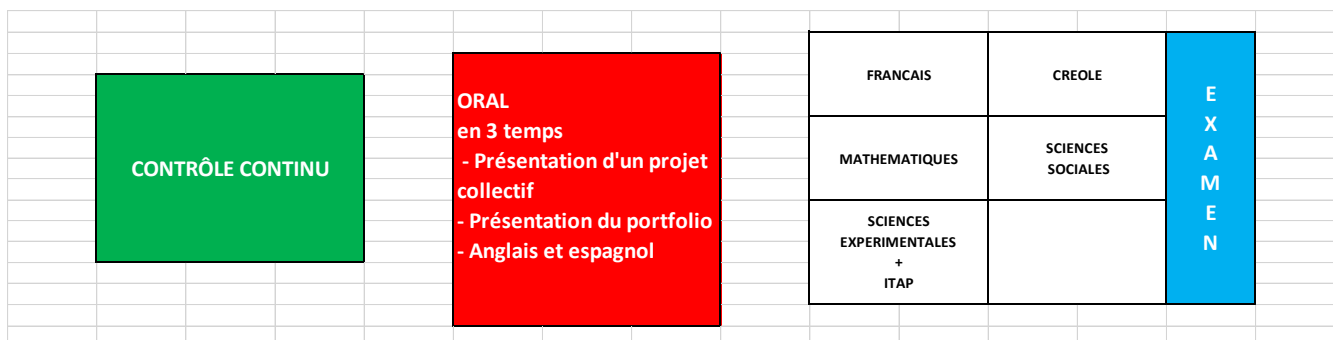 CONTRÔLE CONTINU
ORAL
en 3 temps
- Présentation d'un projet
collectif
- Présentation du portfolio
- Anglais et espagnol
FRANCAIS
CREOLE
MATHEMATIQUES
SCIENCES
SOCIALES
SCIENCES
EXPERIMENTALES
+
ITAP
E
X
A
M
E
N